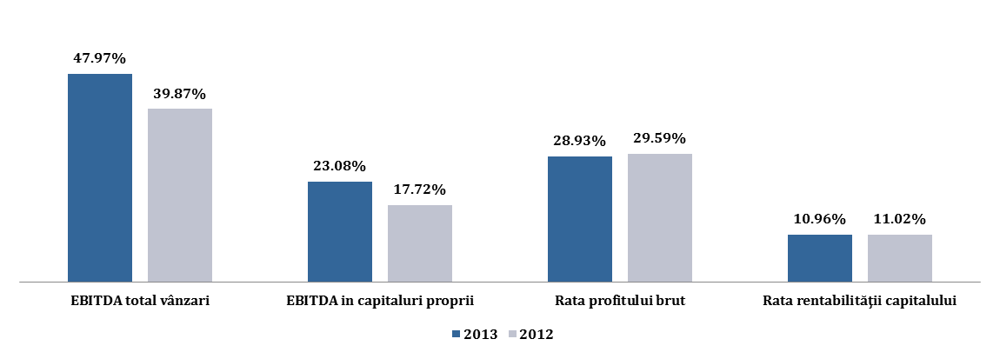 47.97%
39.87%
23.08%
17.72%
28.93%
29.59%
10.96%
11.02%
EBITDA total vânzari
EBITDA in capitaluri proprii
Rata profitului brut
Rata rentabilităţii capitalului
2013
2012